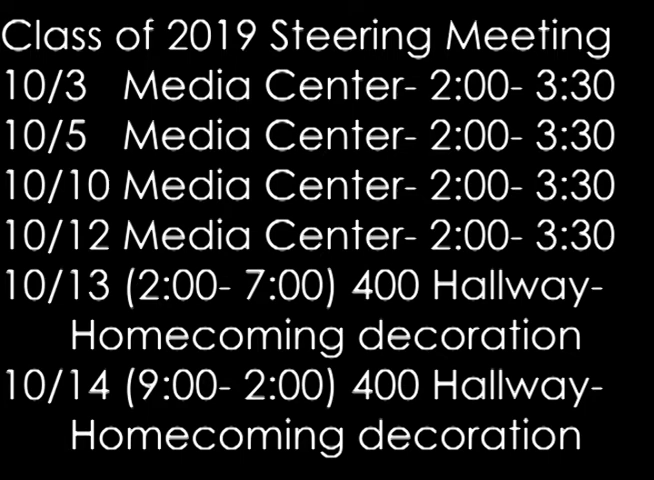 Class of 2019 Steering Meeting
10/3 Media Center- 2:00- 3:30
10/5 Media Center- 2:00- 3:30
10/10 Media Center- 2:00- 3:30
10/12 Media Center- 2:00- 3:30
10/13 (2:00- 7:00) 400 Hallway-
Homecoming decoration
10/14 (9:00- 2:00) 400 Hallway-
Homecoming decoration